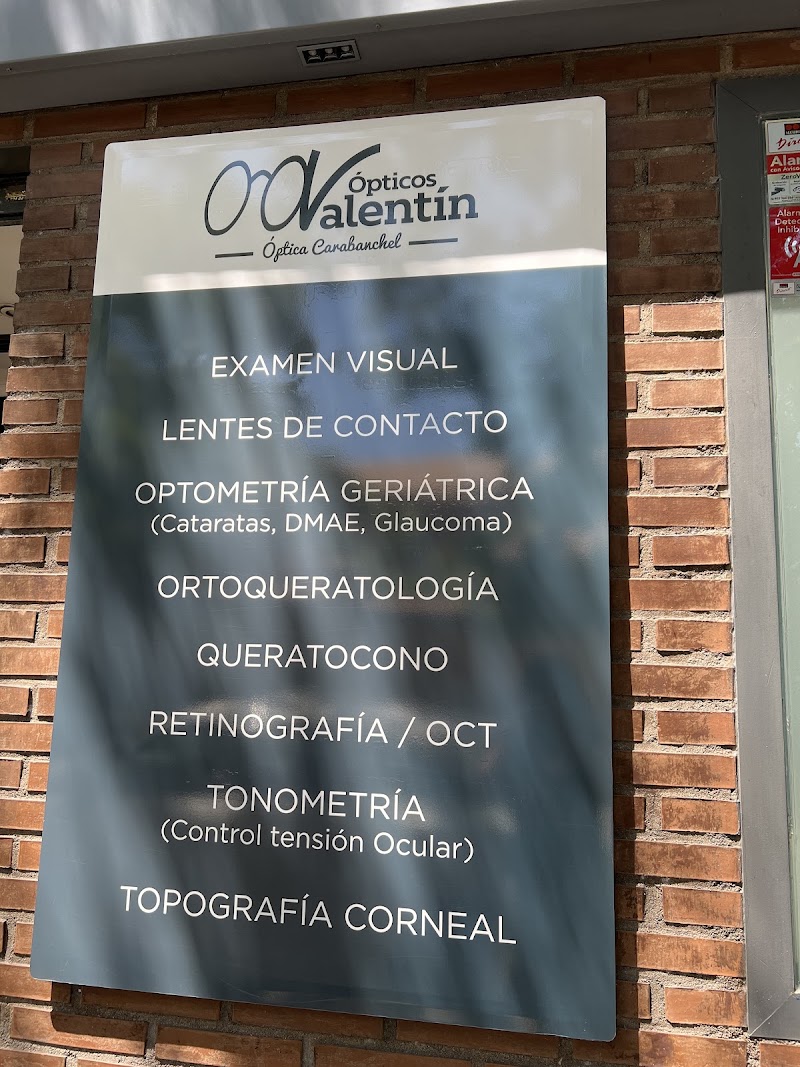 Ópticos
Valentín
Óptica Carabanchel
EXAMEN VISUAL
LENTES DE CONTACTO
OPTOMETRÍA GERIÁTRICA
(Cataratas, DMAE, Glaucoma)
ORTOQUERATOLOGÍA
QUERATOCONO
RETINOGRAFÍA / OCT
TONOMETRÍA
(Control tensión Ocular)
TOPOGRAFÍA CORNEAL